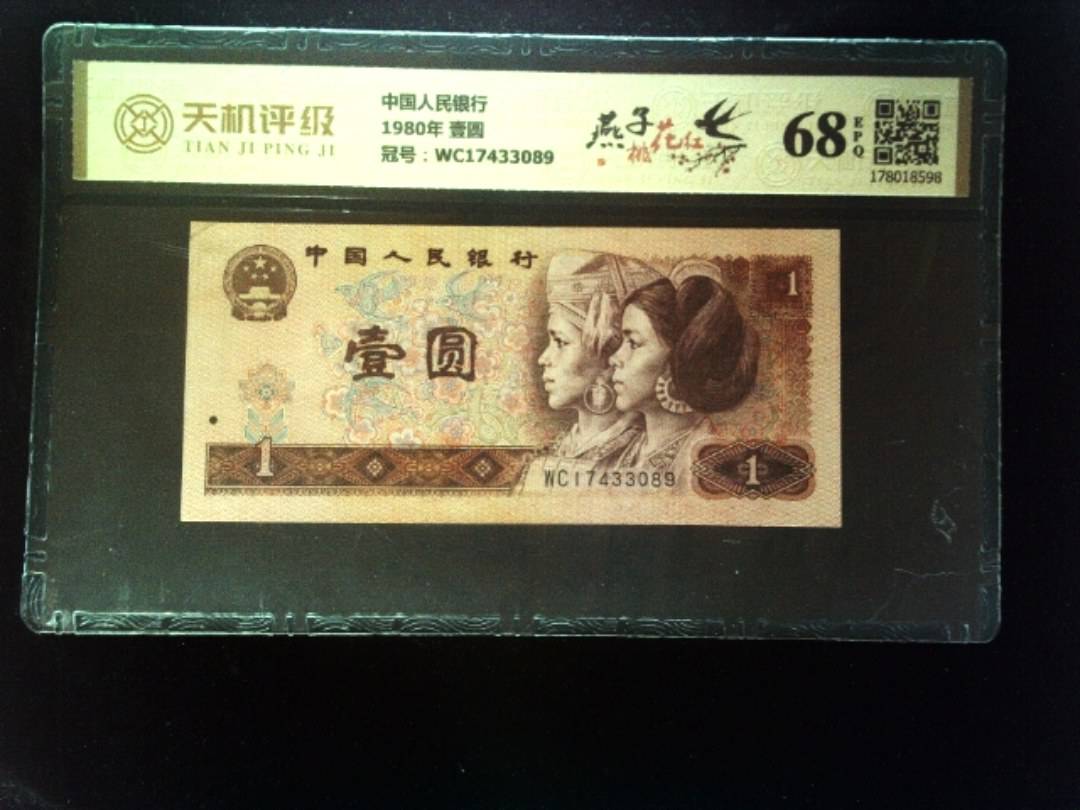 天机评级
TIAN JI PING JI
中国人民银行
1980年 壹圆
冠号：WC17433089
燕子
桃花红
68
EPQ
178018598
中国人民银行
1
壹圆
1
WC17433089
1